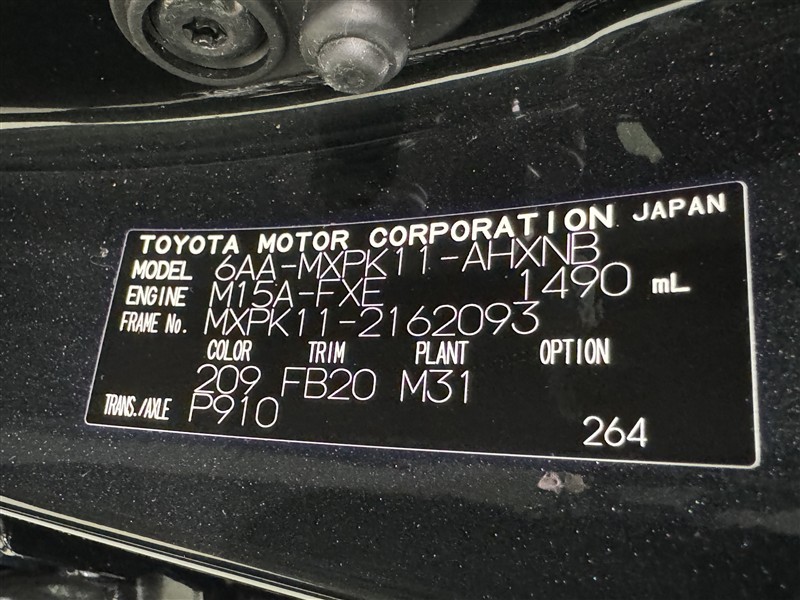 TOYOTA MOTOR CORPORATION JAPAN
MODEL 6AA-MXPK11-AHXNB
ENGINE M15A-FXE 1490 mL
FRAME No. MXPK11-2162093
COLOR TRIM PLANT OPTION
209 FB20 M31
TRANS./AXLE P910
264